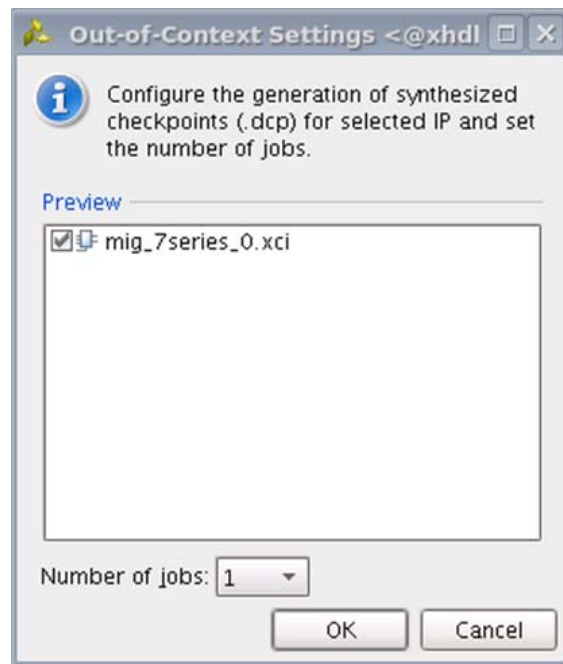 Out-of-Context Settings <@xhdl
Configure the generation of synthesized
checkpoints (.dcp) for selected IP and set
the number of jobs.
Preview
mig_7series_0.xci
Number of jobs: 1
OK Cancel